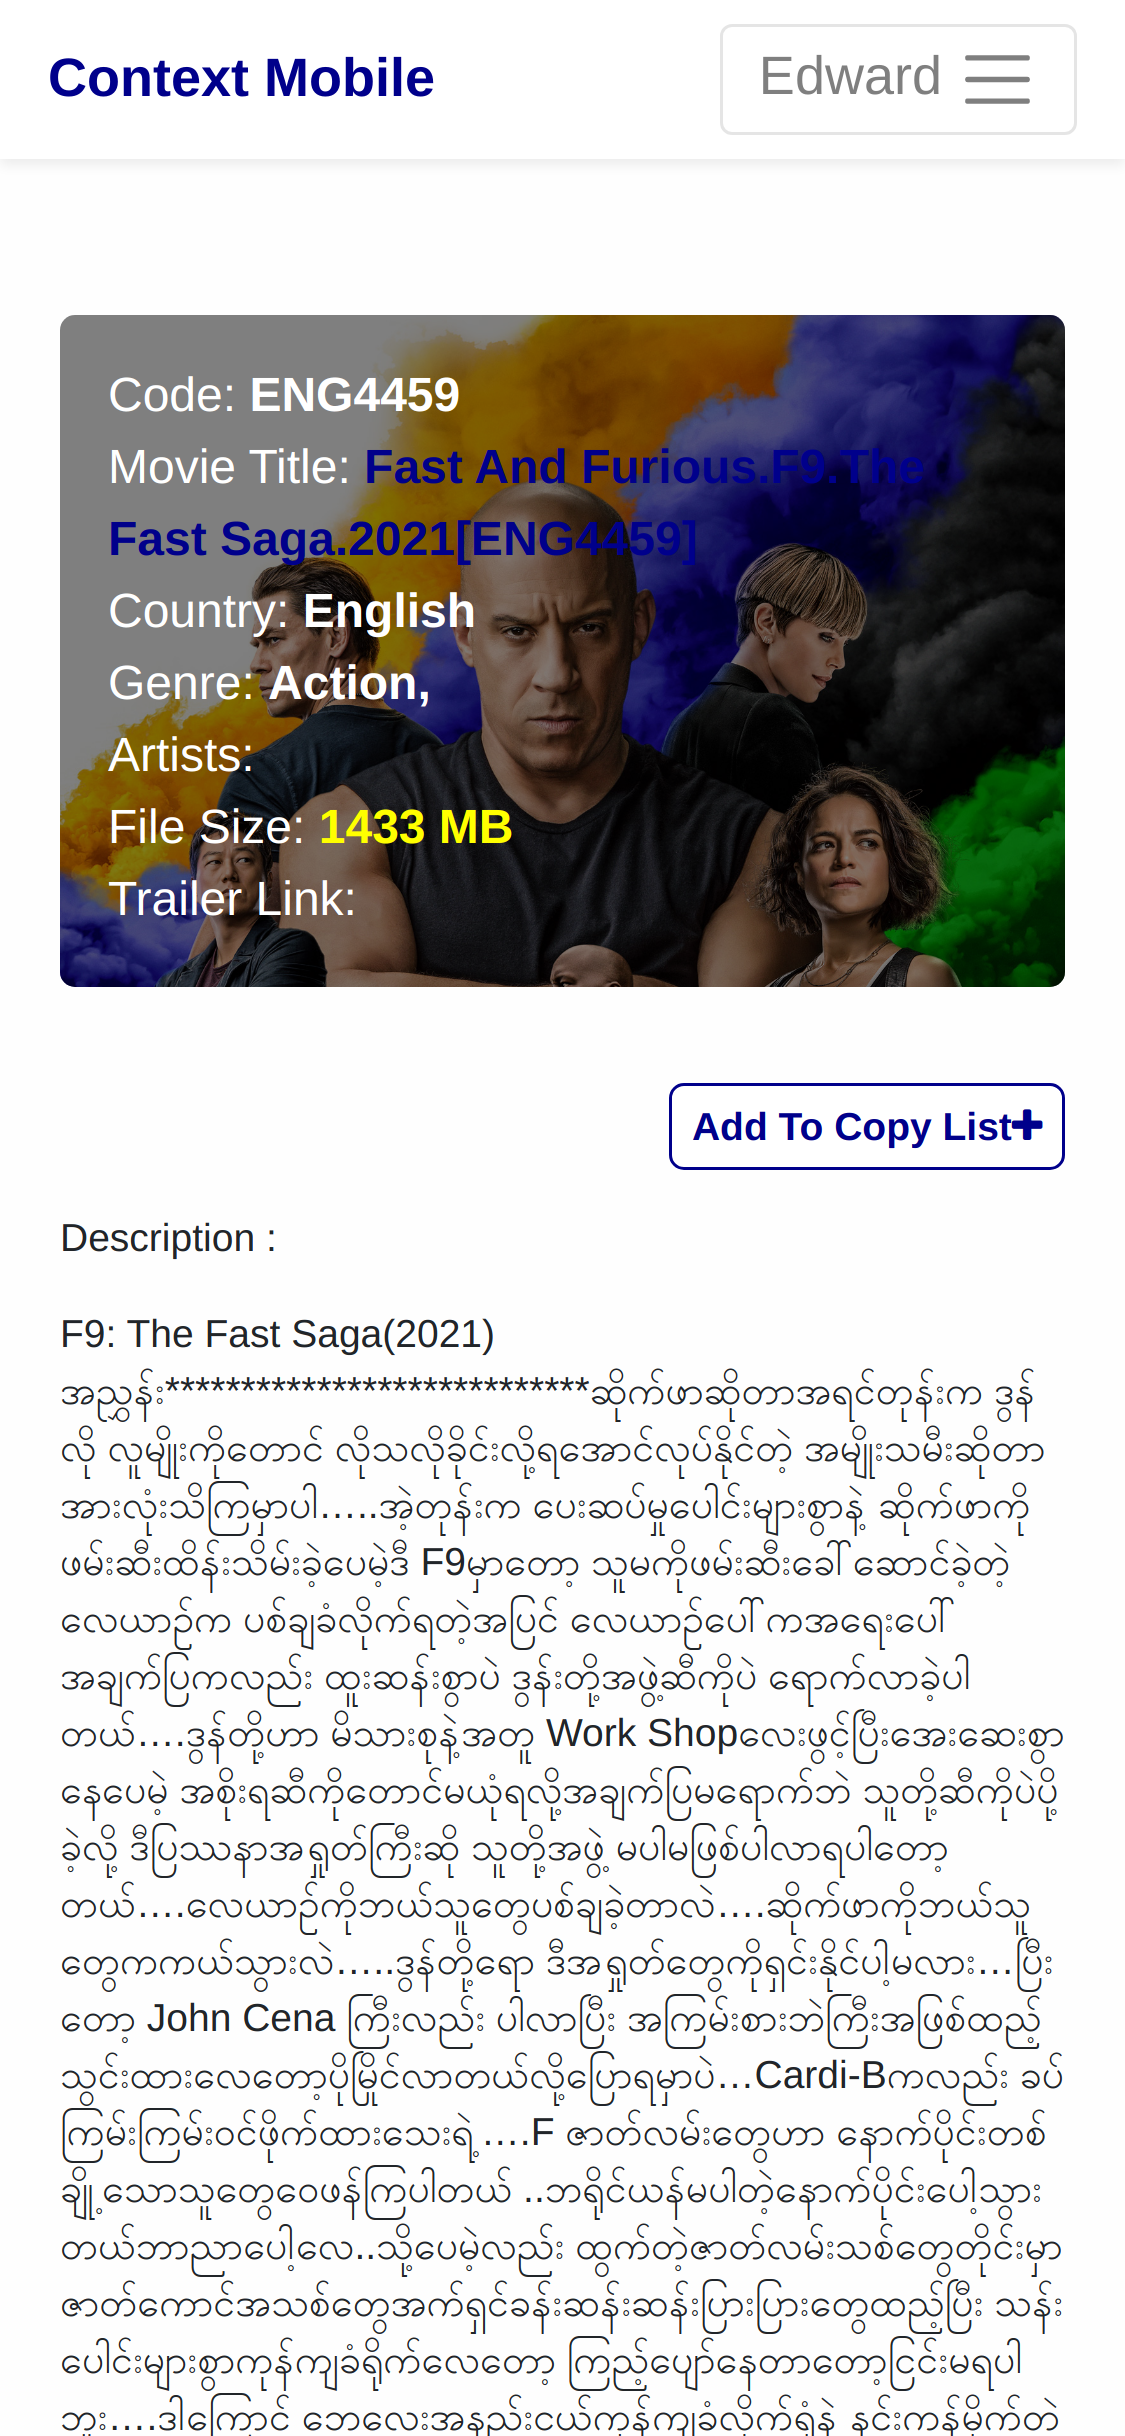 Context Mobile
Edward
Code: ENG4459
Movie Title: Fast And Furious.F9.The
Fast Saga.2021[ENG4459]
Country: English
Genre: Action,
Artists:
File Size: 1433 MB
Trailer Link:
Add To Copy List
Description :
F9: The Fast Saga(2021)
အညွှန်း****************************ဆိုက်ဖာဆိုတာအရင်တုန်းက ဒွန်
လို လူမျိုးကိုတောင် လိုသလိုခိုင်းလို့ရအောင်လုပ်နိုင်တဲ့ အမျိုးသမီးဆိုတာ
အားလုံးသိကြမှာပါ.....အဲ့တုန်းက ပေးဆပ်မှုပေါင်းများစွာနဲ့ ဆိုက်ဖာကို
ဖမ်းဆီးထိန်းသိမ်းခဲ့ပေမဲ့ဒီ F9မှာတော့ သူမကိုဖမ်းဆီးခေါ်ဆောင်ခဲ့တဲ့
လေယာဉ်က ပစ်ချခံလိုက်ရတဲ့အပြင် လေယာဉ်ပေါ်ကအရေးပေါ်
အချက်ပြကလည်း ထူးဆန်းစွာပဲ ဒွန်းတို့အဖွဲ့ဆီကိုပဲ ရောက်လာခဲ့ပါ
တယ်....ဒွန်တို့ဟာ မိသားစုနဲ့အတူ Work Shopလေးဖွင့်ပြီးအေးဆေးစွာ
နေပေမဲ့ အစိုးရဆီကိုတောင်မယုံရလို့အချက်ပြမရောက်ဘဲ သူတို့ဆီကိုပဲပို့
ခဲ့လို့ ဒီပြဿနာအရှုတ်ကြီးဆို သူတို့အဖွဲ့ မပါမဖြစ်ပါလာရပါတော့
တယ်....လေယာဉ်ကိုဘယ်သူတွေပစ်ချခဲ့တာလဲ....ဆိုက်ဖာကိုဘယ်သူ
တွေကကယ်သွားလဲ.....ဒွန်တို့ရော ဒီအရှုတ်တွေကိုရှင်းနိုင်ပါ့မလား...ပြီး
တော့ John Cena ကြီးလည်း ပါလာပြီး အကြမ်းစားဘဲကြီးအဖြစ်ထည့်
သွင်းထားလေတော့ပိုမြိုင်လာတယ်လို့ပြောရမှာပဲ...Cardi-Bကလည်း ခပ်
ကြမ်းကြမ်းဝင်ဖိုက်ထားသေးရဲ့....F ဇာတ်လမ်းတွေဟာ နောက်ပိုင်းတစ်
ချို့သောသူတွေဝေဖန်ကြပါတယ် ..ဘရိုင်ယန်မပါတဲ့နောက်ပိုင်းပေါ့သွား
တယ်ဘာညာပေါ့လေ..သို့ပေမဲ့လည်း ထွက်တဲ့ဇာတ်လမ်းသစ်တွေတိုင်းမှာ
ဇာတ်ကောင်အသစ်တွေအက်ရှင်ခန်းဆန်းဆန်းပြားပြားတွေထည့်ပြီး သန်း
ပေါင်းများစွာကုန်ကျခံရိုက်လေတော့ ကြည့်ပျော်နေတာတော့ငြင်းမရပါ
ဘူး....ဒါကြောင့် ဘေလေးအနည်းငယ်ကုန်ကျခံလိုက်ရုံနဲ့